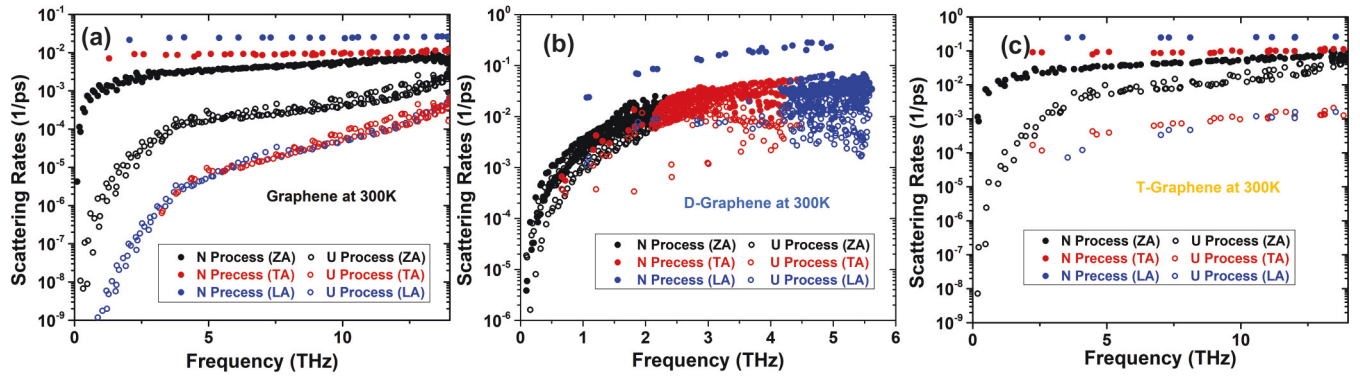 (a)
Scattering Rates (1/ps)
10^0
10^-1
10^-2
10^-3
10^-4
10^-5
10^-6
10^-7
10^-8
10^-9
Graphene at 300K
N Process (ZA) U Process (ZA)
N Precess (TA) U Process (TA)
N Precess (LA) U Process (LA)
5 10
Frequency (THz)
(b)
Scattering Rates (1/ps)
10^0
10^-1
10^-2
10^-3
10^-4
10^-5
10^-6
D-Graphene at 300K
N Process (ZA) U Process (ZA)
N Precess (TA) U Process (TA)
N Precess (LA) U Process (LA)
0 1 2 3 4 5 6
Frequency (THz)
(c)
Scattering Rates (1/ps)
10^0
10^-1
10^-2
10^-3
10^-4
10^-5
10^-6
10^-7
10^-8
10^-9
T-Graphene at 300K
N Process (ZA) U Process (ZA)
N Precess (TA) U Process (TA)
N Precess (LA) U Process (LA)
5 10
Frequency (THz)